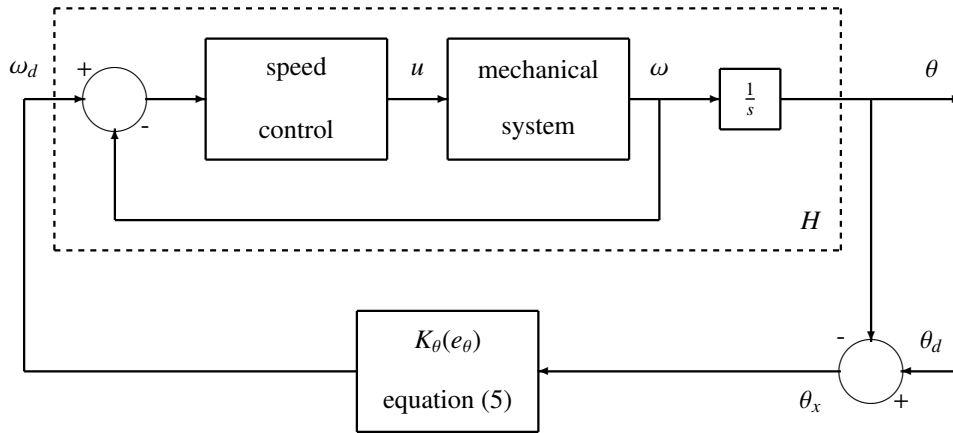 ω_d
+
-
speed
control
u
mechanical
system
ω
1/s
θ
H
K_θ(e_θ)
equation (5)
-
θ_d
+
θ_x